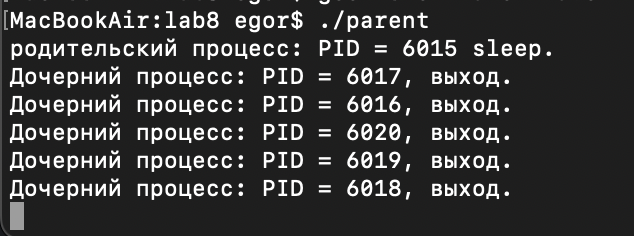 [MacBookAir:lab8 egor$ ./parent
родительский процесс: PID = 6015 sleep.
Дочерний процесс: PID = 6017, выход.
Дочерний процесс: PID = 6016, выход.
Дочерний процесс: PID = 6020, выход.
Дочерний процесс: PID = 6019, выход.
Дочерний процесс: PID = 6018, выход.